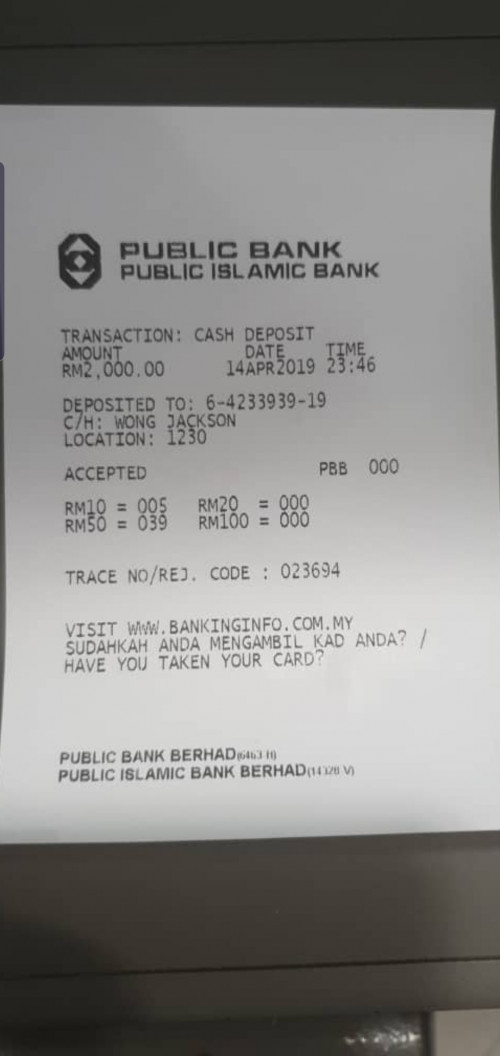 PUBLIC BANK
PUBLIC ISLAMIC BANK
TRANSACTION: CASH DEPOSIT
AMOUNT DATE TIME
RM2,000.00 14APR2019 23:46
DEPOSITED TO: 6-4233939-19
C/H: WONG JACKSON
LOCATION: 1230
ACCEPTED PBB 000
RM10 = 005 RM20 = 000
RM50 = 039 RM100 = 000
TRACE NO/REJ. CODE : 023694
VISIT WWW.BANKINGINFO.COM.MY
SUDAHKAH ANDA MENGAMBIL KAD ANDA? /
HAVE YOU TAKEN YOUR CARD?
PUBLIC BANK BERHAD(6463 H)
PUBLIC ISLAMIC BANK BERHAD(14328 V)